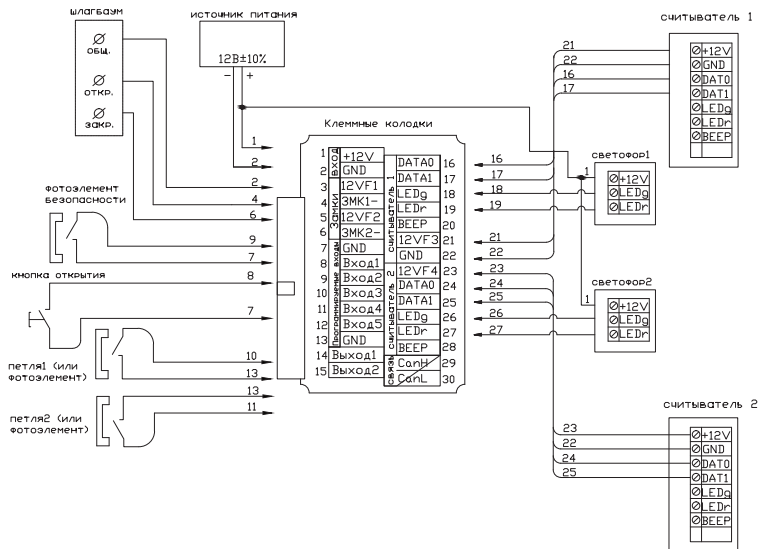 шлагбаум
общ.
откр.
закр.
источник питания
12В±10%
− +
1
2
2
4
6
фотоэлемент
безопасности
9
7
кнопка открытия
8
7
петля1 (или
фотоэлемент)
10
13
петля2 (или
фотоэлемент)
13
11
Клеммные колодки
ВХОД
1 +12V
2 GND
Замки
3 12VF1
4 ЗМК1-
5 12VF2
6 ЗМК2-
Программируемые входы
7 GND
8 Вход1
9 Вход2
10 Вход3
11 Вход4
12 Вход5
13 GND
14 Выход1
15 Выход2
считыватель 1
DATA0 16
DATA1 17
LEDg 18
LEDr 19
BEEP 20
12VF3 21
GND 22
считыватель 2
12VF4 23
DATA0 24
DATA1 25
LEDg 26
LEDr 27
BEEP 28
связь
CanH 29
CanL 30
16
17
18
19
21
22
23
24
25
26
27
считыватель 1
21
22
16
17
+12V
GND
DAT0
DAT1
LEDg
LEDr
BEEP
светофор1
1
+12V
LEDg
LEDr
светофор2
1
+12V
LEDg
LEDr
считыватель 2
23
22
24
25
+12V
GND
DAT0
DAT1
LEDg
LEDr
BEEP